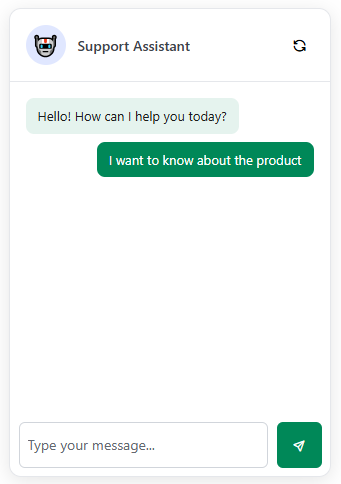 Support Assistant
Hello! How can I help you today?
I want to know about the product
Type your message...